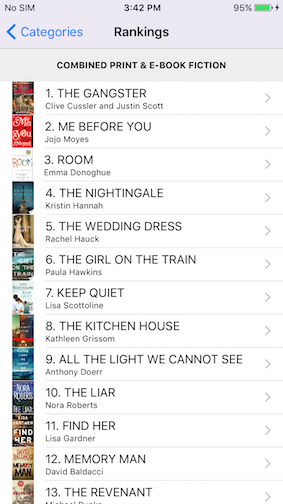 No SIM 3:42 PM 95%
Categories Rankings
COMBINED PRINT & E-BOOK FICTION
1. THE GANGSTER
Clive Cussler and Justin Scott
2. ME BEFORE YOU
Jojo Moyes
3. ROOM
Emma Donoghue
4. THE NIGHTINGALE
Kristin Hannah
5. THE WEDDING DRESS
Rachel Hauck
6. THE GIRL ON THE TRAIN
Paula Hawkins
7. KEEP QUIET
Lisa Scottoline
8. THE KITCHEN HOUSE
Kathleen Grissom
9. ALL THE LIGHT WE CANNOT SEE
Anthony Doerr
10. THE LIAR
Nora Roberts
11. FIND HER
Lisa Gardner
12. MEMORY MAN
David Baldacci
13. THE REVENANT